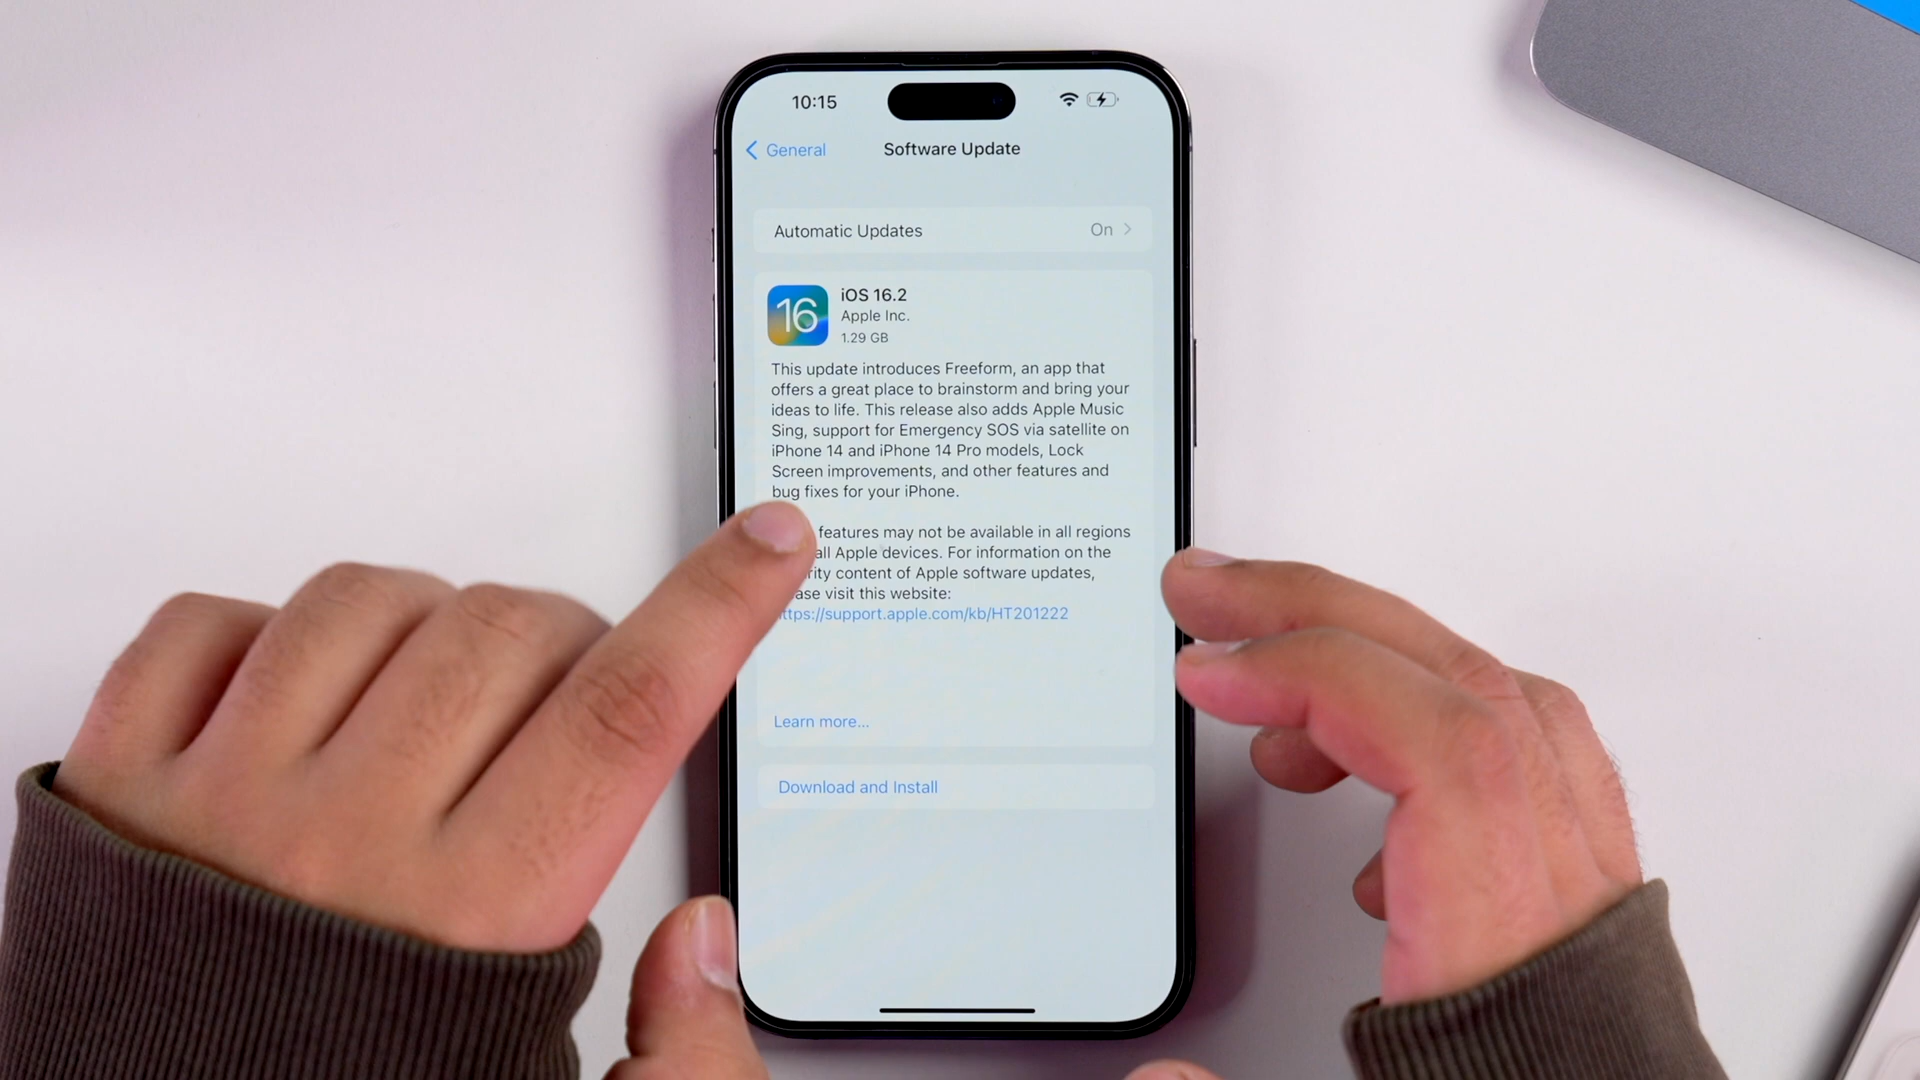 10:15
General
Software Update
Automatic Updates
On
16
iOS 16.2
Apple Inc.
1.29 GB
This update introduces Freeform, an app that
offers a great place to brainstorm and bring your
ideas to life. This release also adds Apple Music
Sing, support for Emergency SOS via satellite on
iPhone 14 and iPhone 14 Pro models, Lock
Screen improvements, and other features and
bug fixes for your iPhone.
features may not be available in all regions
all Apple devices. For information on the
content of Apple software updates,
visit this website:
ttps://support.apple.com/kb/HT201222
Learn more...
Download and Install